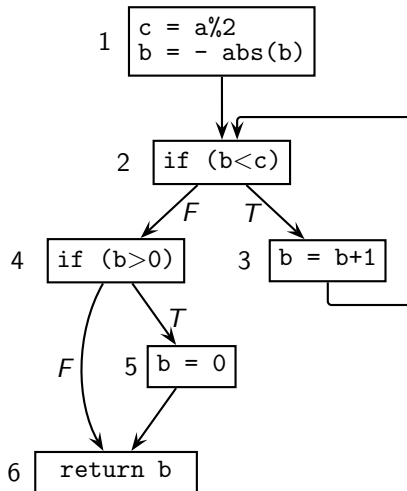 1
c = a%2
b = - abs(b)
2
if (b<c)
F
T
4
if (b>0)
3
b = b+1
F
T
5
b = 0
6
return b